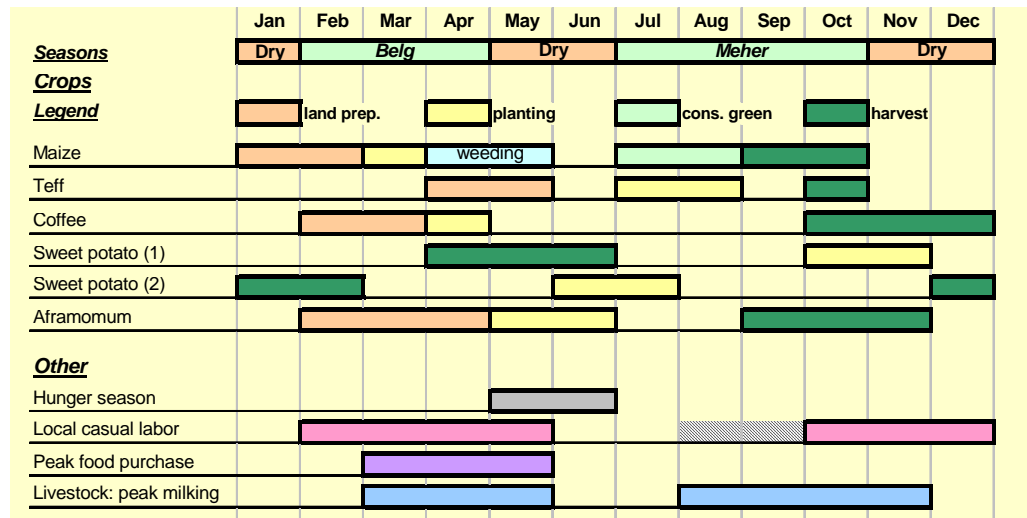 Jan Feb Mar Apr May Jun Jul Aug Sep Oct Nov Dec
Seasons Dry Belg Dry Meher Dry
Crops
Legend land prep. planting cons. green harvest
Maize weeding
Teff
Coffee
Sweet potato (1)
Sweet potato (2)
Aframomum
Other
Hunger season
Local casual labor
Peak food purchase
Livestock: peak milking